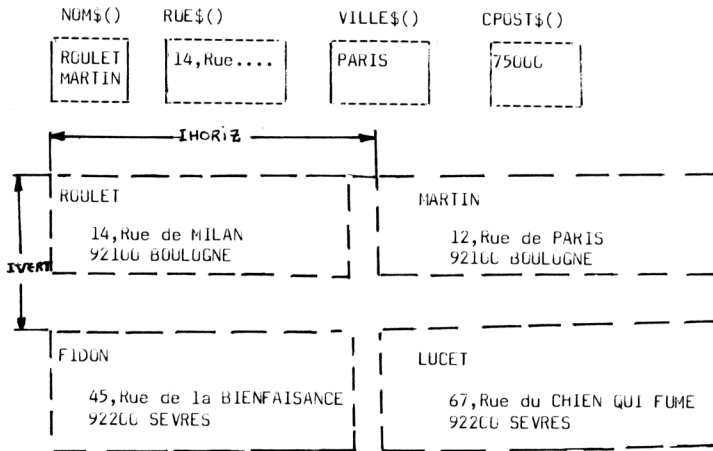 NOM$() RUE$() VILLE$() CPOST$()
ROULET 14,Rue.... PARIS 75000
MARTIN
IHORIZ
ROULET MARTIN
14,Rue de MILAN 12,Rue de PARIS
92100 BOULOGNE 92100 BOULOGNE
IVERT
FIDON LUCET
45,Rue de la BIENFAISANCE 67,Rue du CHIEN QUI FUME
92200 SEVRES 92200 SEVRES